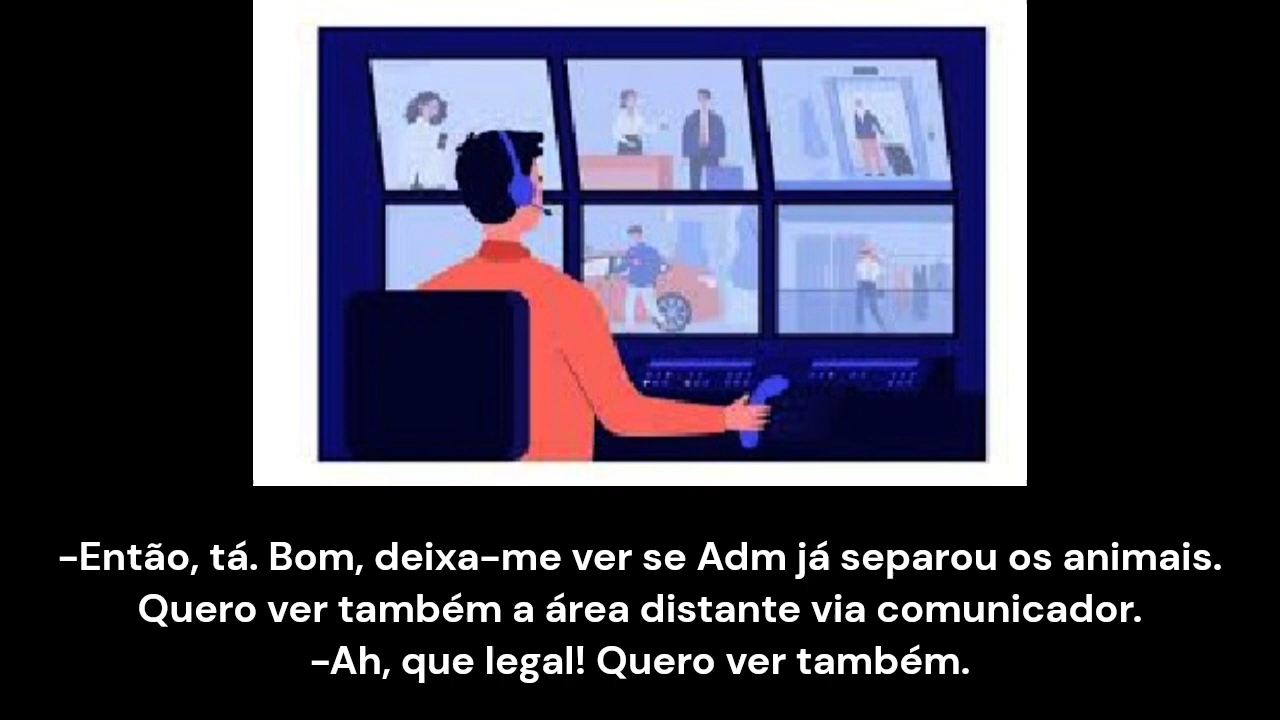 -Então, tá. Bom, deixa-me ver se Adm já separou os animais.
Quero ver também a área distante via comunicador.
-Ah, que legal! Quero ver também.